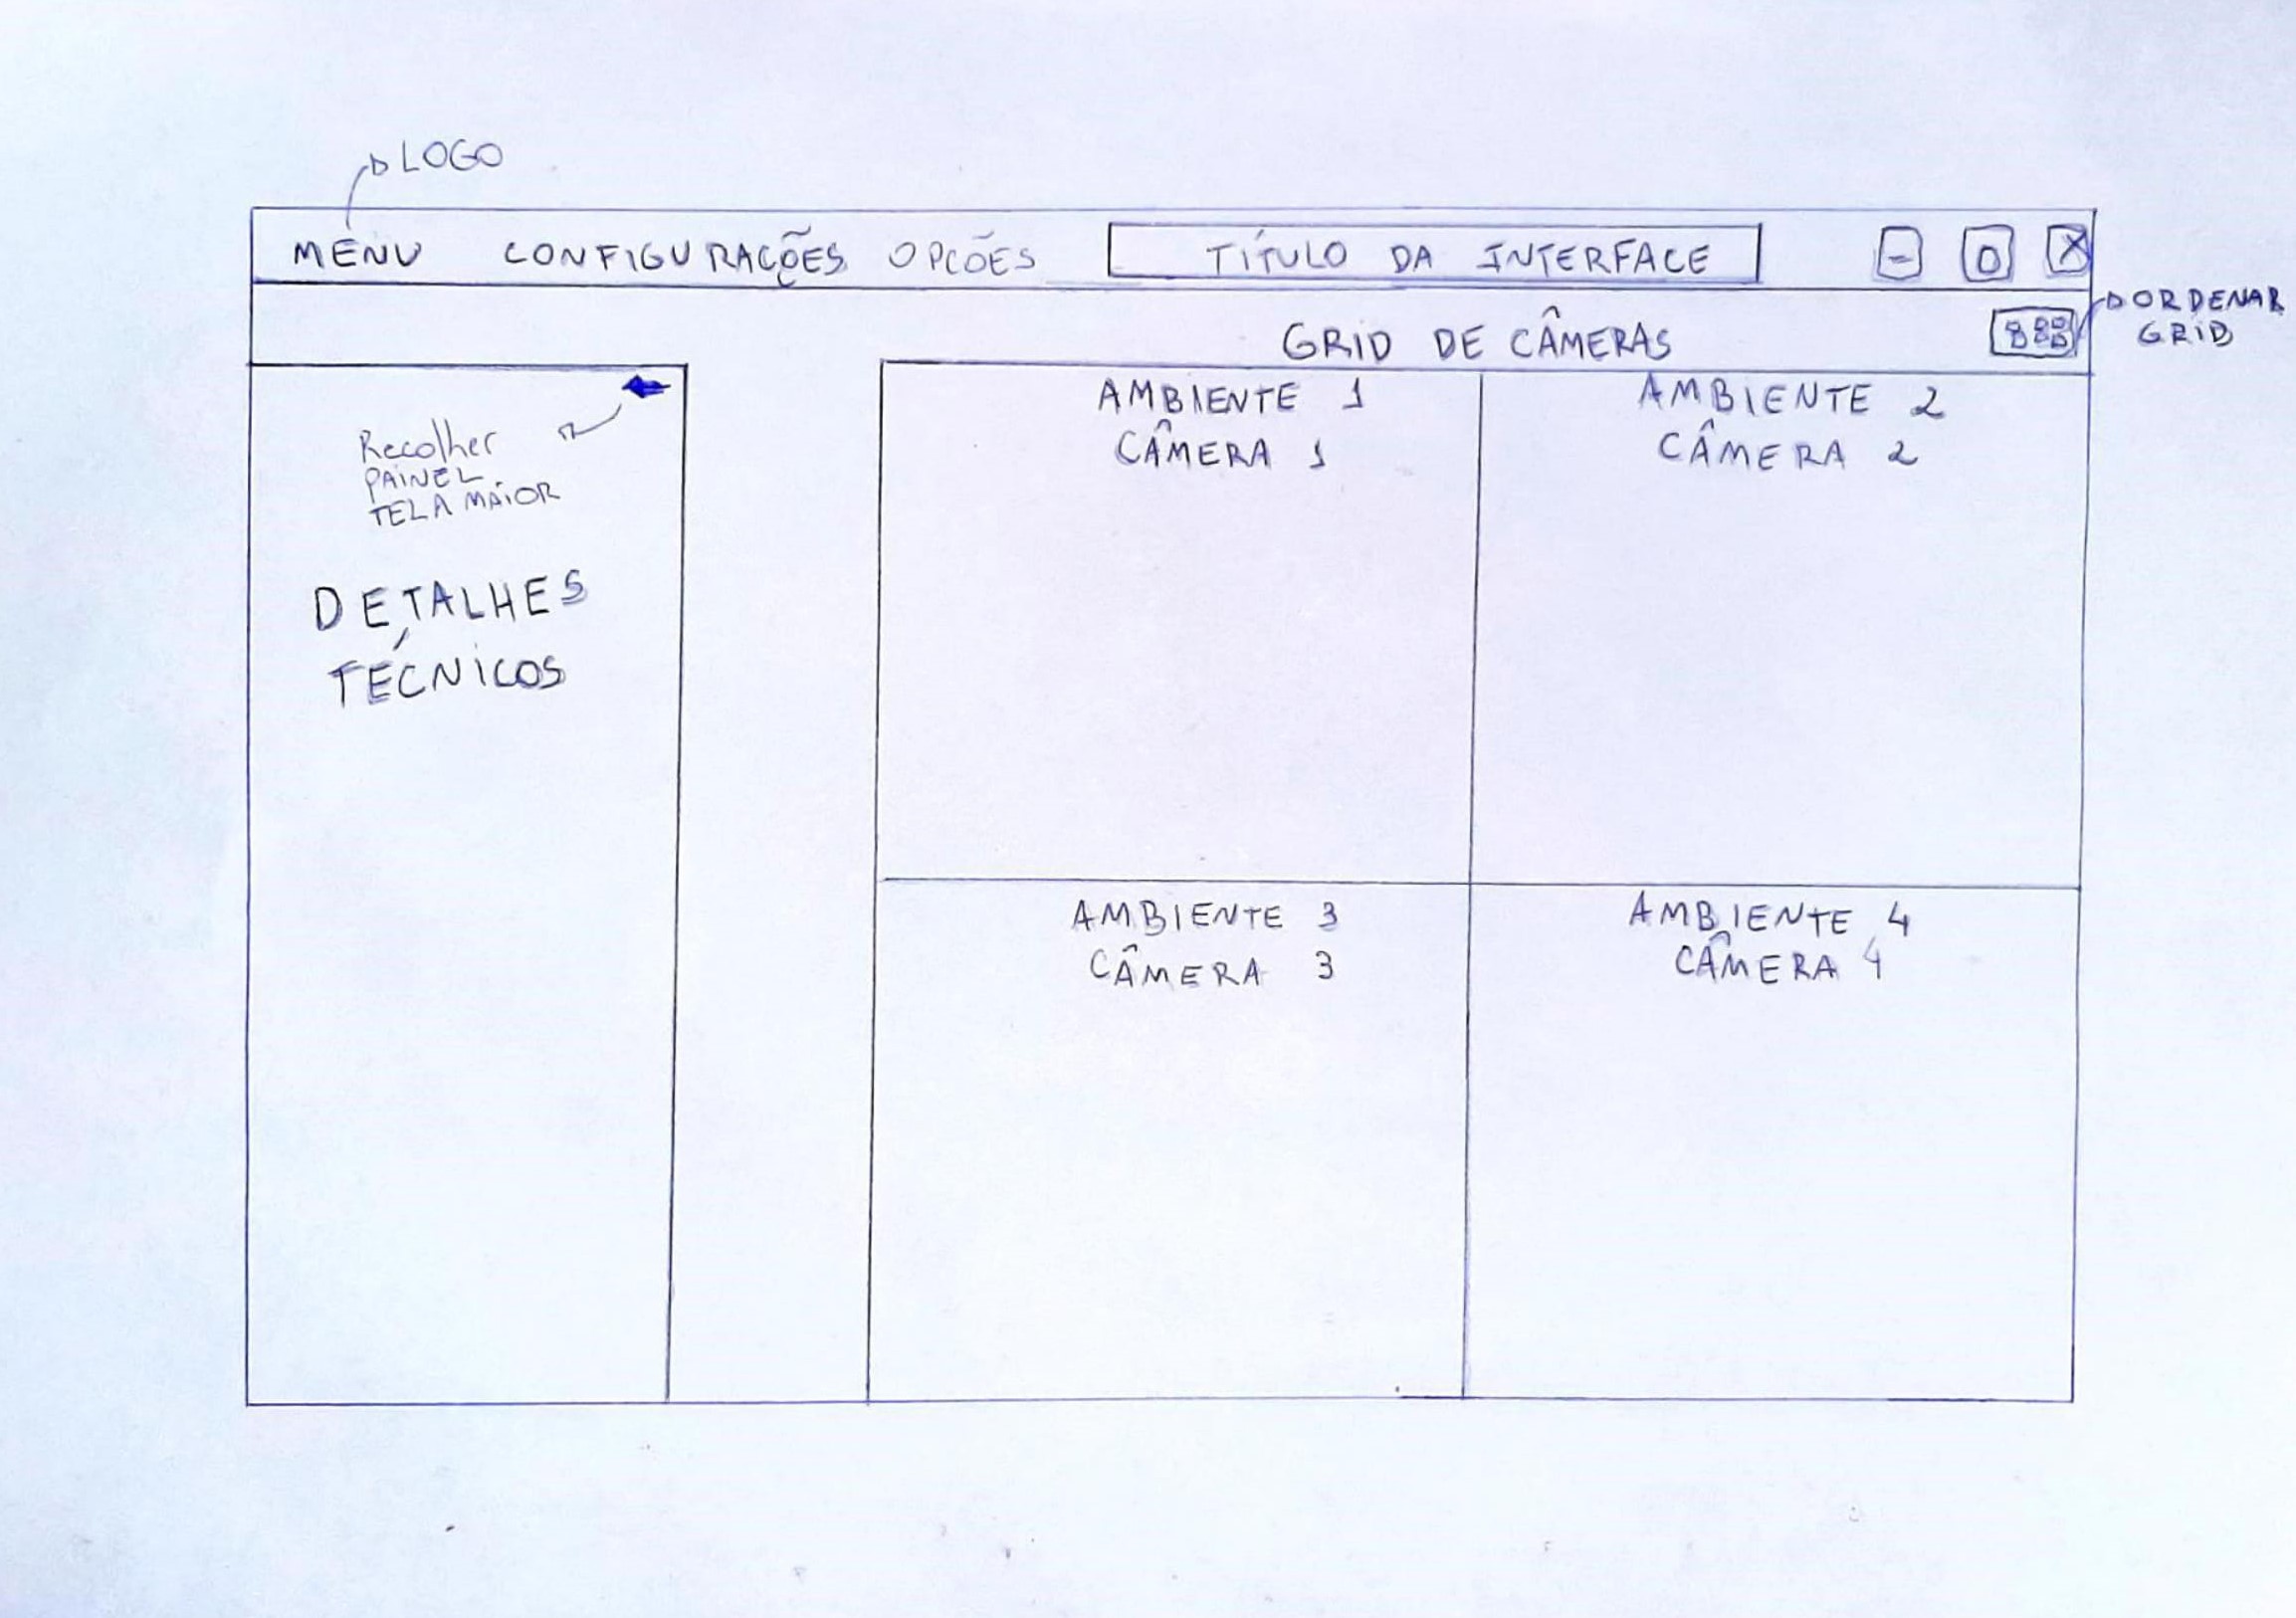 LOGO
MENU CONFIGURAÇÕES OPCÕES TÍTULO DA INTERFACE - O X
ORDENAR
GRID
GRID DE CÂMERAS
AMBIENTE 1
CÂMERA 1
AMBIENTE 2
CÂMERA 2
Recolher
PAINEL
TELA MAIOR
DETALHES
TÉCNICOS
AMBIENTE 3
CÂMERA 3
AMBIENTE 4
CÂMERA 4